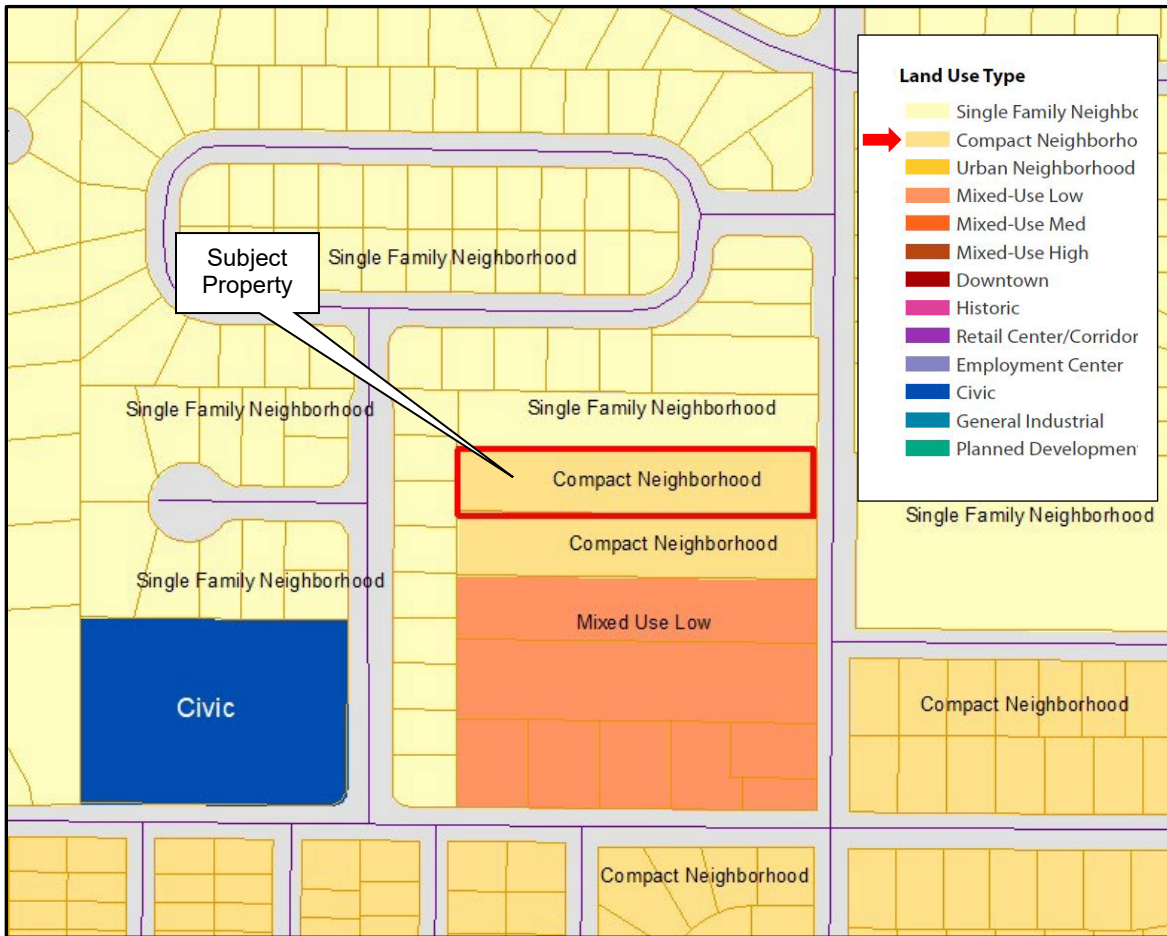 Land Use Type
Single Family Neighbo
Compact Neighborho
Urban Neighborhood
Mixed-Use Low
Mixed-Use Med
Mixed-Use High
Downtown
Historic
Retail Center/Corridor
Employment Center
Civic
General Industrial
Planned Developmen
Subject
Property
Single Family Neighborhood
Single Family Neighborhood
Single Family Neighborhood
Compact Neighborhood
Single Family Neighborhood
Compact Neighborhood
Single Family Neighborhood
Mixed Use Low
Civic
Compact Neighborhood
Compact Neighborhood